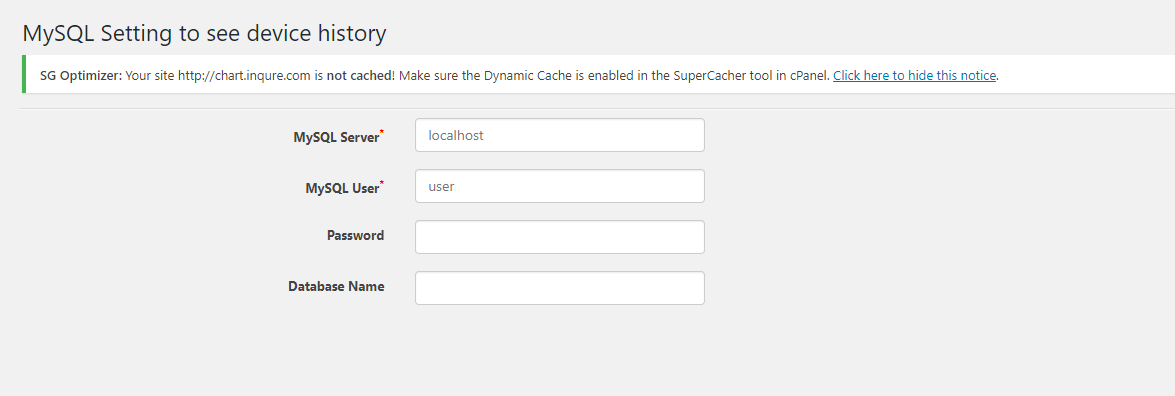 MySQL Setting to see device history
SG Optimizer: Your site http://chart.inqure.com is not cached! Make sure the Dynamic Cache is enabled in the SuperCacher tool in cPanel. Click here to hide this notice.
MySQL Server* localhost
MySQL User* user
Password
Database Name